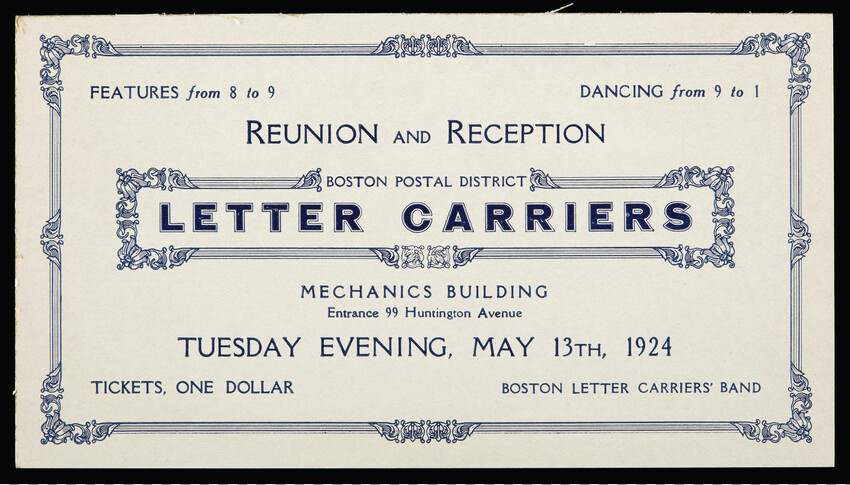 FEATURES from 8 to 9
DANCING from 9 to 1
REUNION AND RECEPTION
BOSTON POSTAL DISTRICT
LETTER CARRIERS
MECHANICS BUILDING
Entrance 99 Huntington Avenue
TUESDAY EVENING, MAY 13TH, 1924
TICKETS, ONE DOLLAR
BOSTON LETTER CARRIERS' BAND